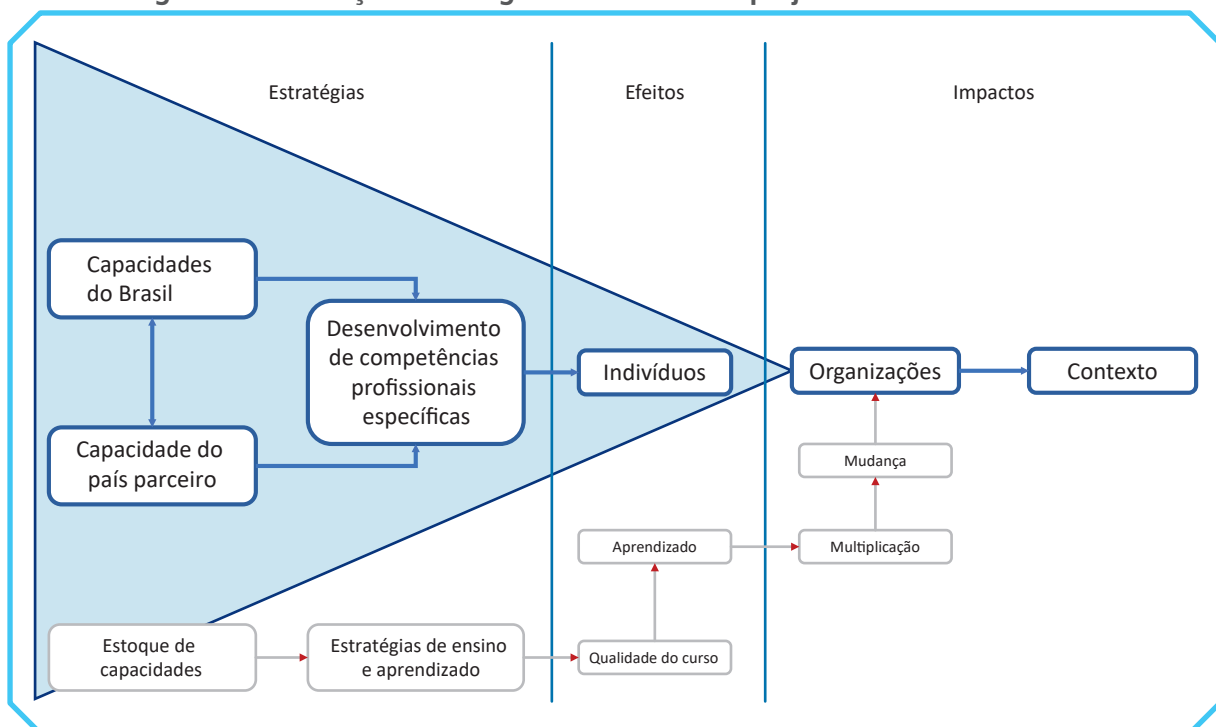 Estratégias
Efeitos
Impactos
Capacidades
do Brasil
Desenvolvimento
de competências
profissionais
específicas
Indivíduos
Organizações
Contexto
Capacidade do
país parceiro
Mudança
Aprendizado
Multiplicação
Estoque de
capacidades
Estratégias de ensino
e aprendizado
Qualidade do curso